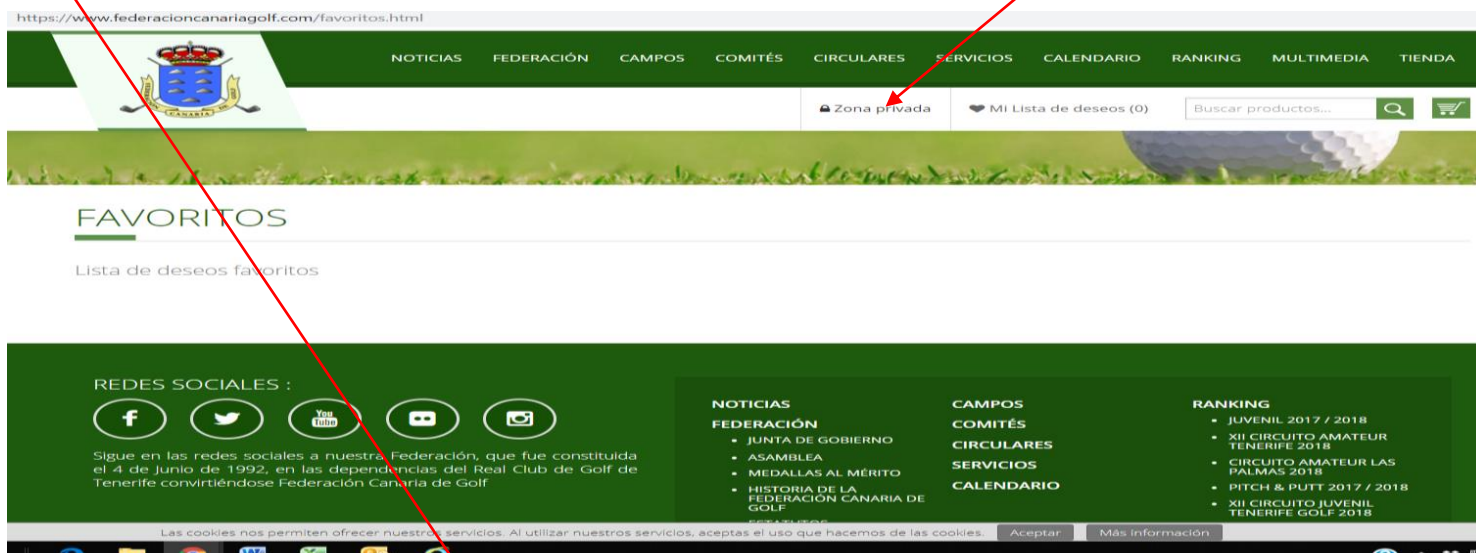 https://www.federacioncanariagolf.com/favoritos.html
NOTICIAS FEDERACIÓN CAMPOS COMITÉS CIRCULARES SERVICIOS CALENDARIO RANKING MULTIMEDIA TIENDA
Zona privada Mi Lista de deseos (0) Buscar productos...
CANARIA
FAVORITOS
Lista de deseos favoritos
REDES SOCIALES :
You Tube
Sigue en las redes sociales a nuestra Federación, que fue constituida
el 4 de Junio de 1992, en las dependencias del Real Club de Golf de
Tenerife convirtiéndose Federación Canaria de Golf
NOTICIAS
FEDERACIÓN
JUNTA DE GOBIERNO
ASAMBLEA
MEDALLAS AL MÉRITO
HISTORIA DE LA
FEDERACIÓN CANARIA DE
GOLF
ESTATUTOS
CAMPOS
COMITÉS
CIRCULARES
SERVICIOS
CALENDARIO
RANKING
JUVENIL 2017 / 2018
XII CIRCUITO AMATEUR
TENERIFE 2018
CIRCUITO AMATEUR LAS
PALMAS 2018
PITCH & PUTT 2017 / 2018
XII CIRCUITO JUVENIL
TENERIFE GOLF 2018
Las cookies nos permiten ofrecer nuestros servicios. Al utilizar nuestros servicios, aceptas el uso que hacemos de las cookies. Aceptar Más información